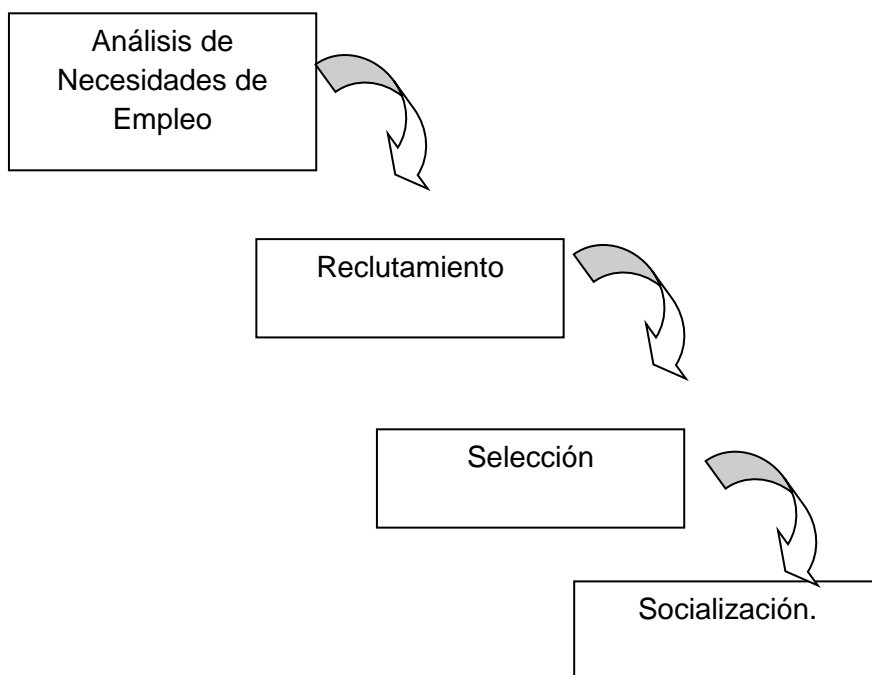 Análisis de
Necesidades de
Empleo
Reclutamiento
Selección
Socialización.